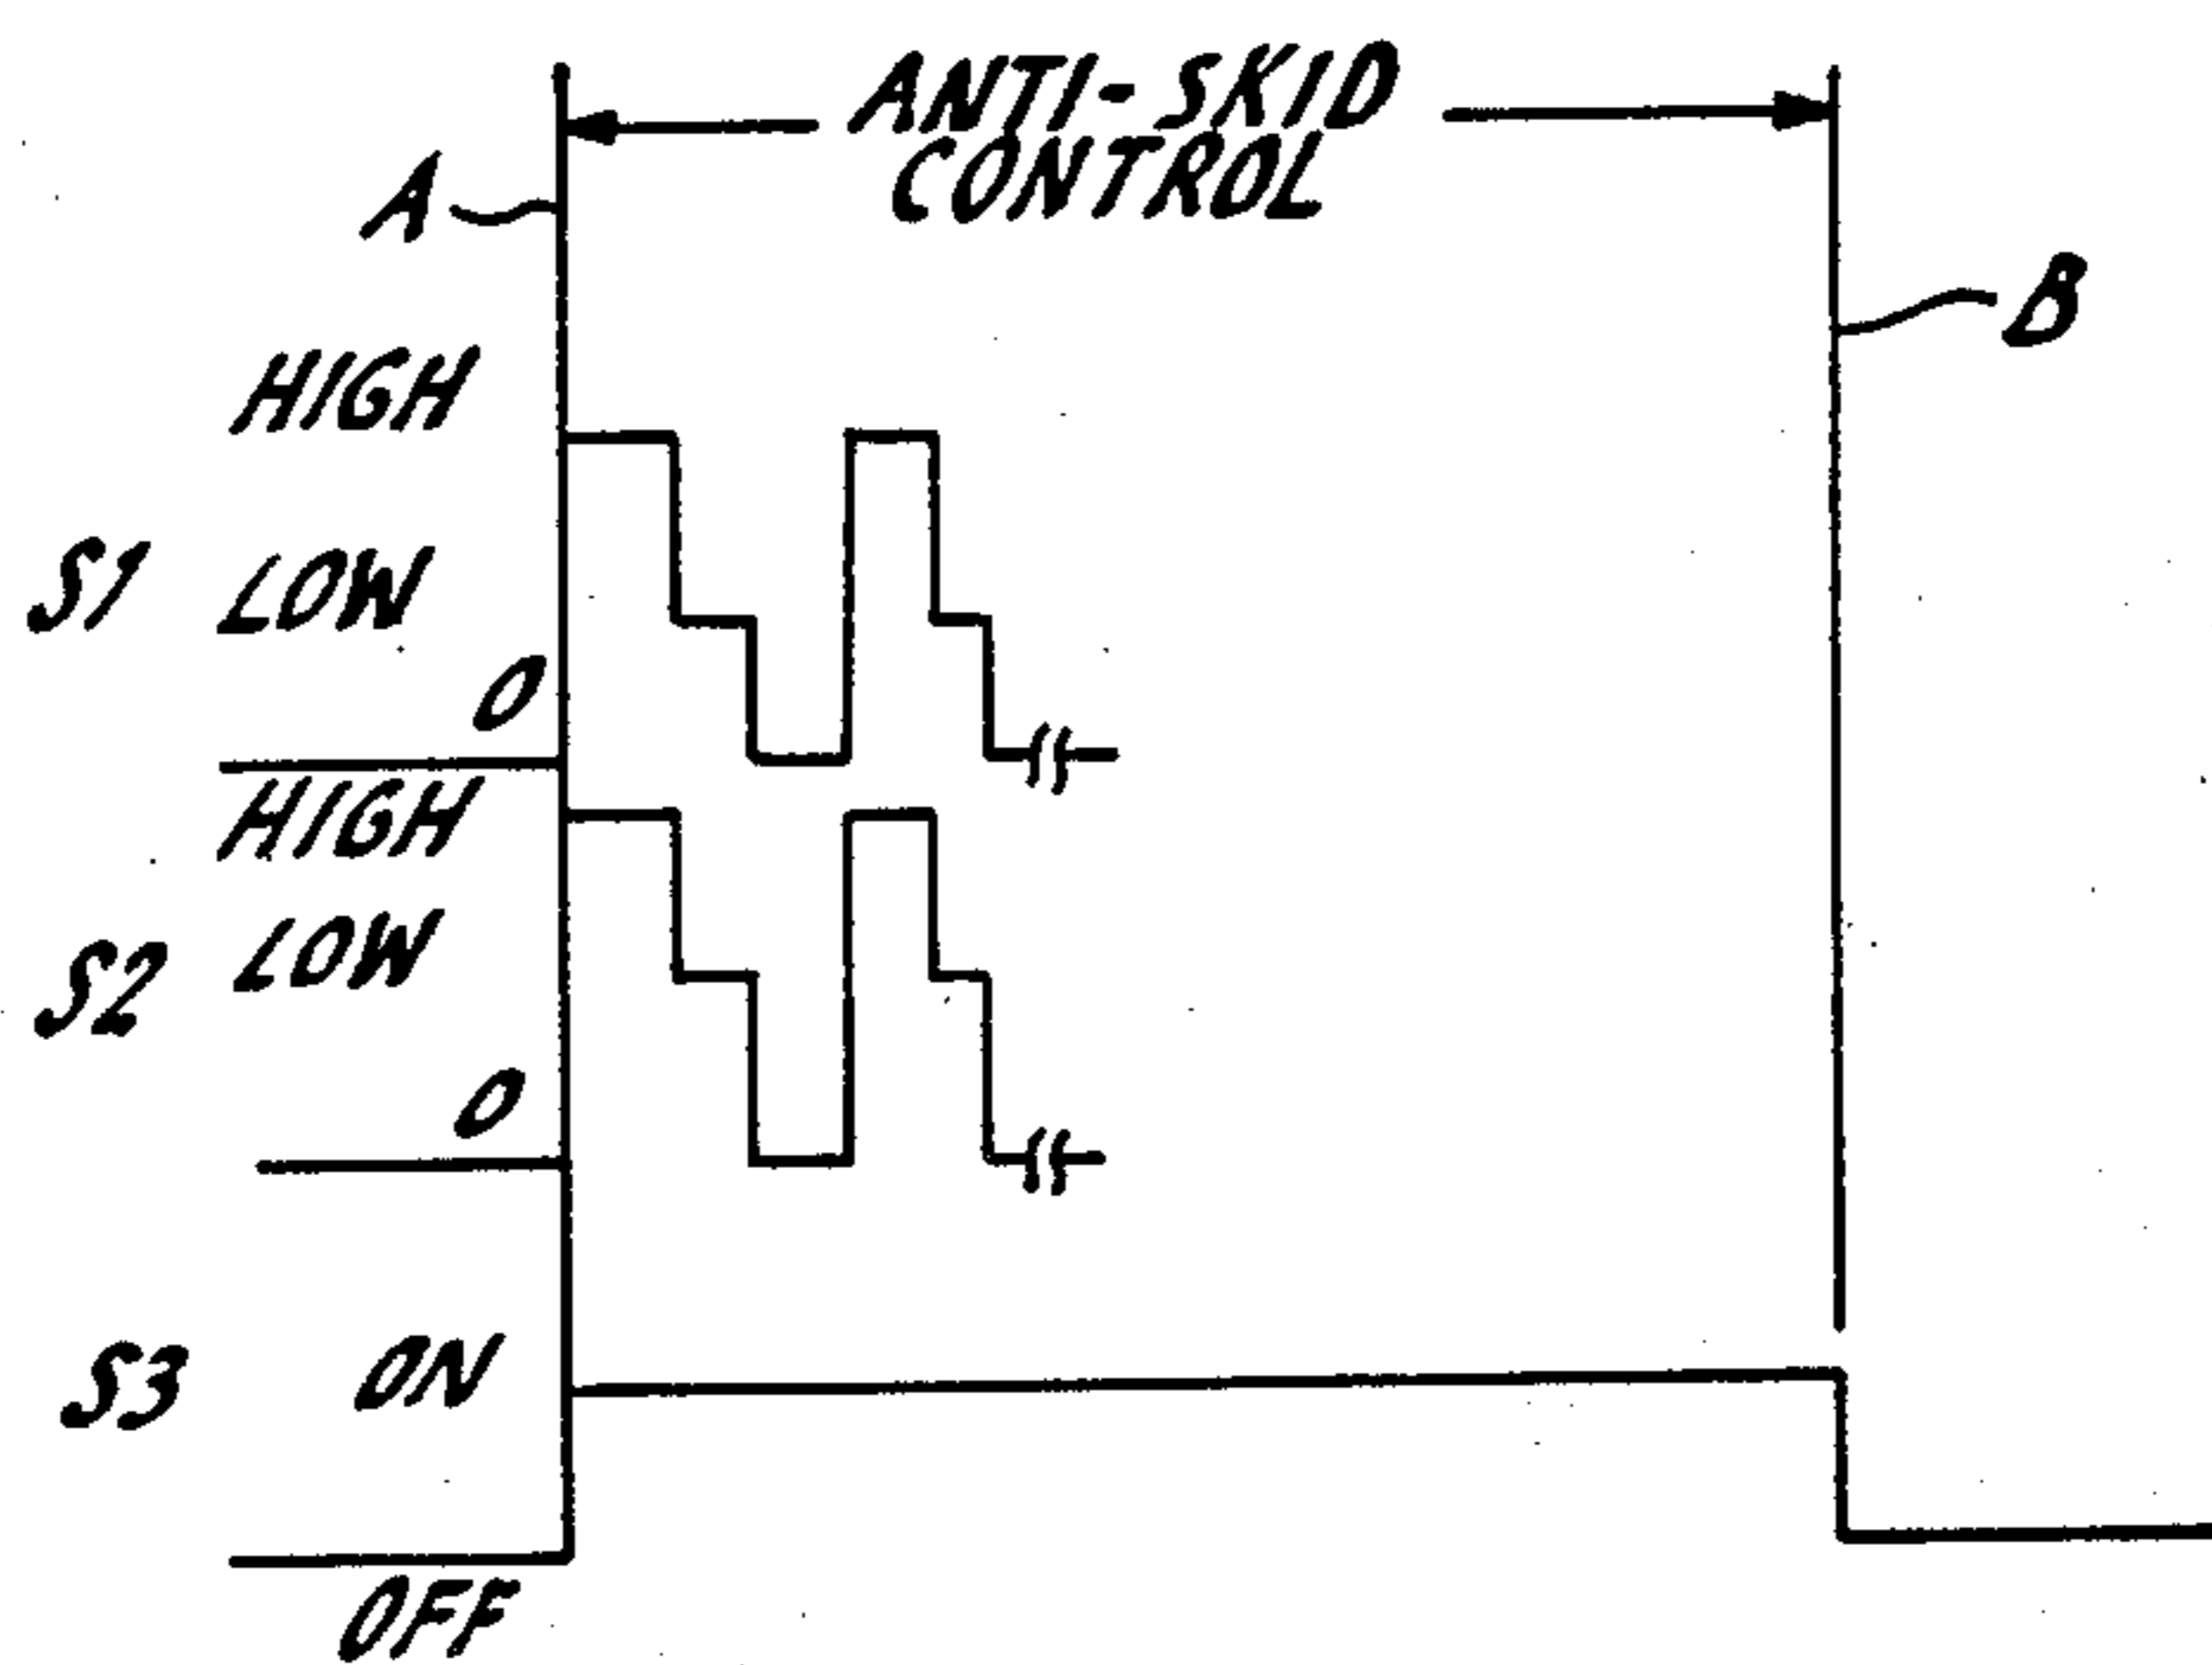 ANTI-SKID
CONTROL
A
B
HIGH
S1 LOW
0
HIGH
LOW
S2
0
S3 ON
OFF